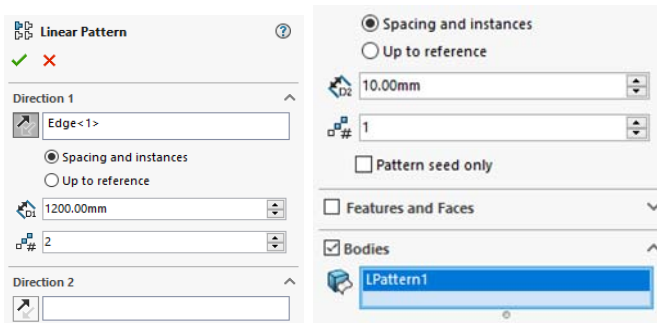 Linear Pattern
Direction 1
Edge<1>
Spacing and instances
Up to reference
D1 1200.00mm
# 2
Direction 2
Spacing and instances
Up to reference
D2 10.00mm
# 1
Pattern seed only
Features and Faces
Bodies
LPattern1